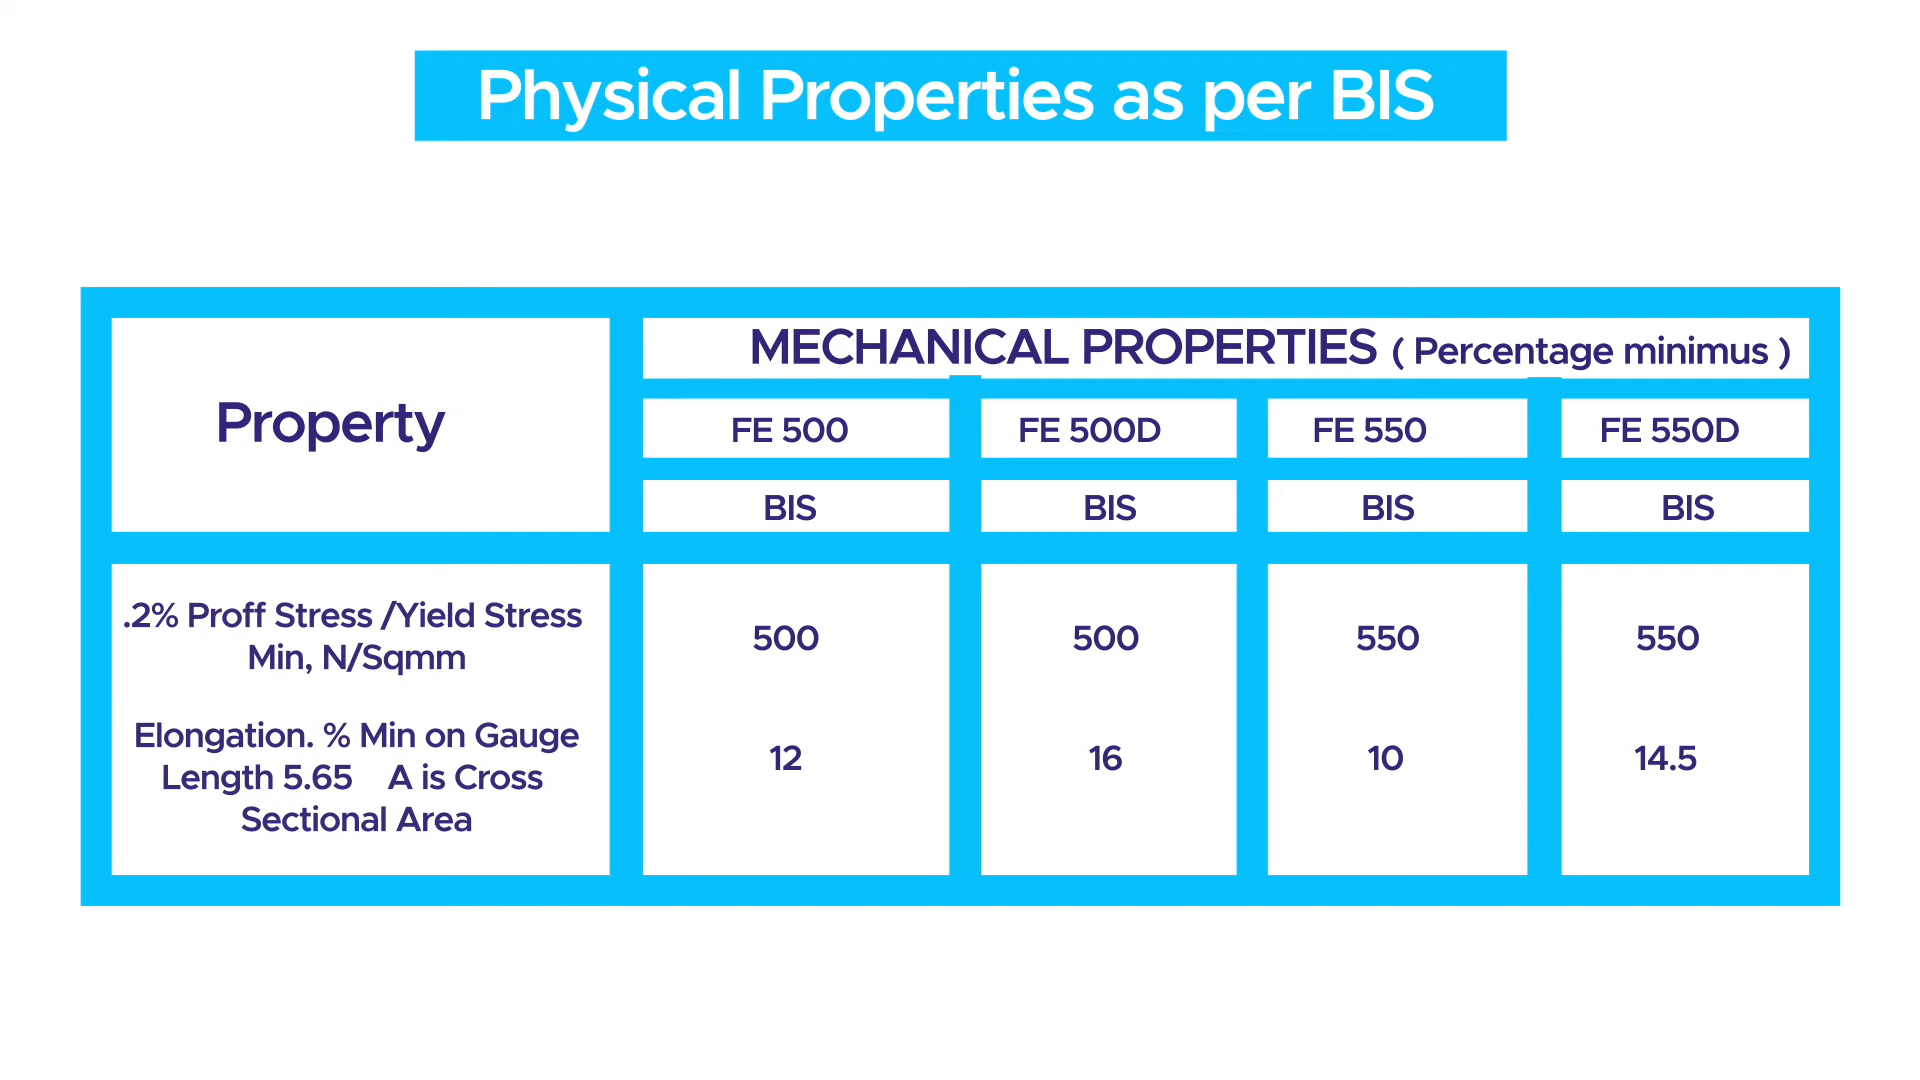 Physical Properties as per BIS
Property
MECHANICAL PROPERTIES ( Percentage minimus )
FE 500 FE 500D FE 550 FE 550D
BIS BIS BIS BIS
.2% Proff Stress /Yield Stress
Min, N/Sqmm
500 500 550 550
Elongation. % Min on Gauge
Length 5.65 A is Cross
Sectional Area
12 16 10 14.5